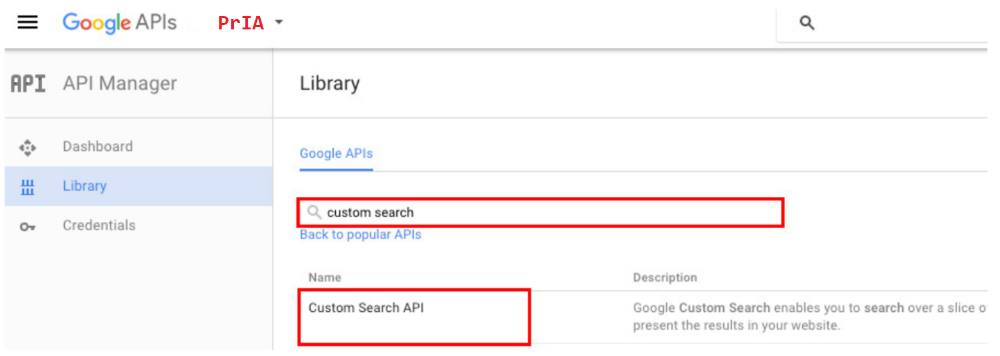 Google APIs PrIA
API API Manager Library
Dashboard
Google APIs
Library
custom search
Credentials
Back to popular APIs
Name Description
Custom Search API Google Custom Search enables you to search over a slice
present the results in your website.